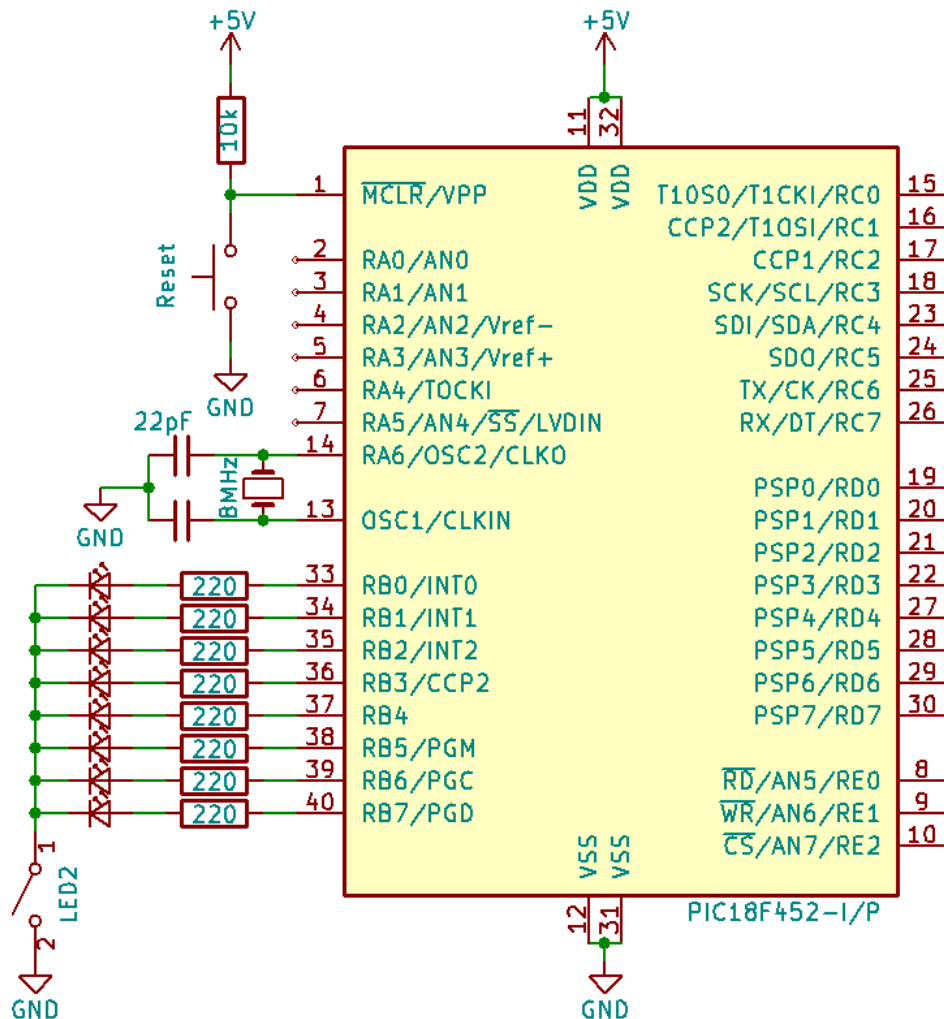 +5V
+5V
10k
11
32
VDD
VDD
1
M̅C̅L̅R̅/VPP
T1OSO/T1CKI/RC0
15
CCP2/T1OSI/RC1
16
Reset
2
RA0/AN0
CCP1/RC2
17
3
RA1/AN1
SCK/SCL/RC3
18
4
RA2/AN2/Vref-
SDI/SDA/RC4
23
5
RA3/AN3/Vref+
SDO/RC5
24
6
RA4/TOCKI
TX/CK/RC6
25
GND
7
RA5/AN4/S̅S̅/LVDIN
RX/DT/RC7
26
22pF
14
RA6/OSC2/CLKO
8MHz
PSP0/RD0
19
GND
13
OSC1/CLKIN
PSP1/RD1
20
PSP2/RD2
21
220
33
RB0/INT0
PSP3/RD3
22
220
34
RB1/INT1
PSP4/RD4
27
220
35
RB2/INT2
PSP5/RD5
28
220
36
RB3/CCP2
PSP6/RD6
29
220
37
RB4
PSP7/RD7
30
220
38
RB5/PGM
220
39
RB6/PGC
R̅D̅/AN5/RE0
8
220
40
RB7/PGD
W̅R̅/AN6/RE1
9
C̅S̅/AN7/RE2
10
1
LED2
2
VSS
VSS
12
31
PIC18F452-I/P
GND
GND